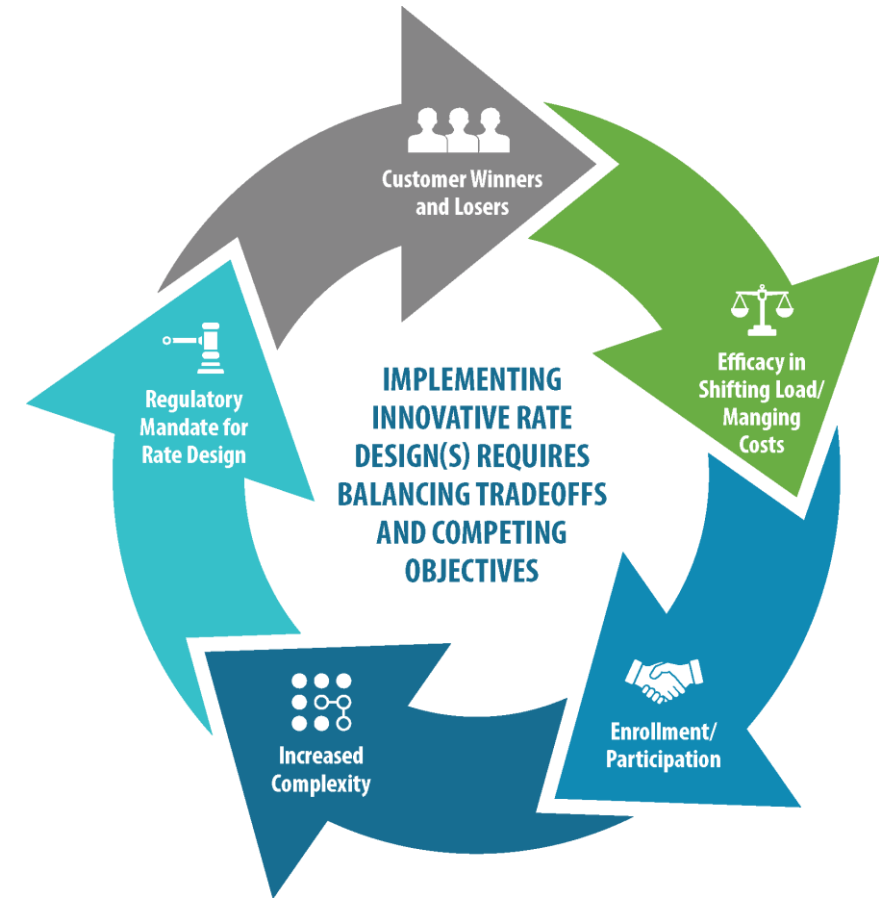 Customer Winners
and Losers
Efficacy in
Shifting Load/
Manging
Costs
Enrollment/
Participation
Increased
Complexity
Regulatory
Mandate for
Rate Design
IMPLEMENTING
INNOVATIVE RATE
DESIGN(S) REQUIRES
BALANCING TRADEOFFS
AND COMPETING
OBJECTIVES